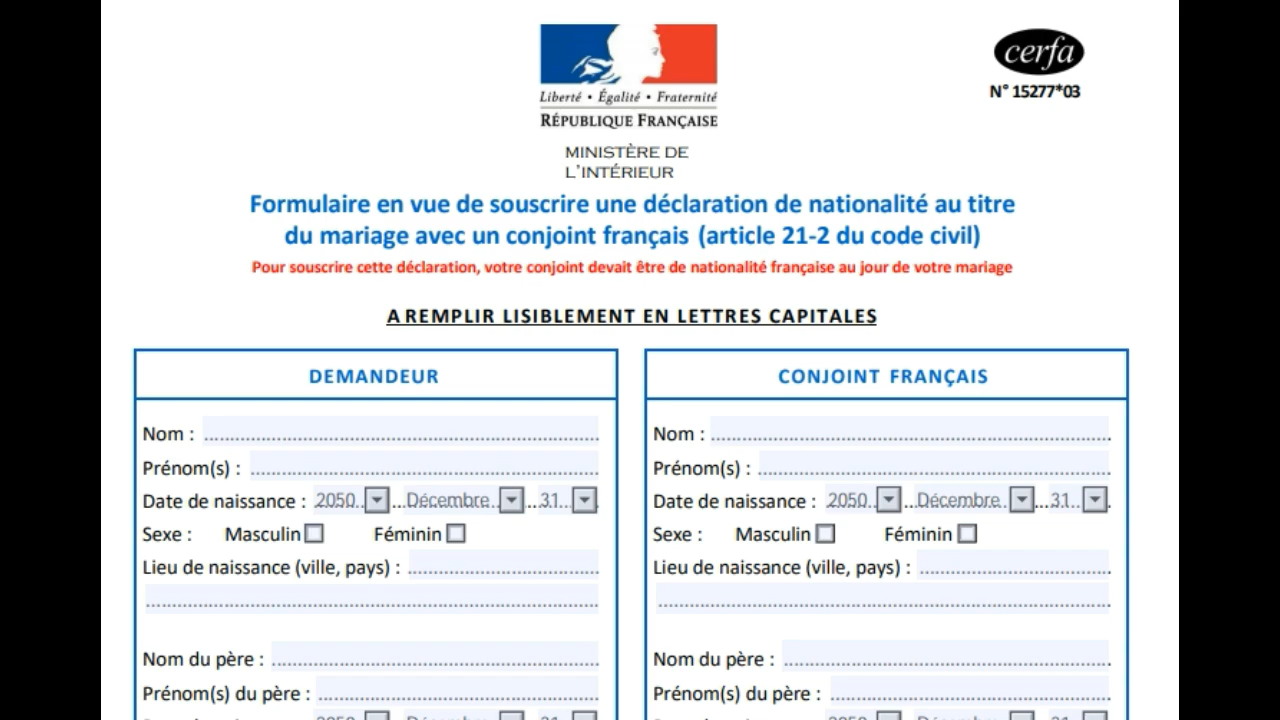 cerfa
N° 15277*03
Liberté • Égalité • Fraternité
RÉPUBLIQUE FRANÇAISE
MINISTÈRE DE
L'INTÉRIEUR
Formulaire en vue de souscrire une déclaration de nationalité au titre
du mariage avec un conjoint français (article 21-2 du code civil)
Pour souscrire cette déclaration, votre conjoint devait être de nationalité française au jour de votre mariage
A REMPLIR LISIBLEMENT EN LETTRES CAPITALES
DEMANDEUR
Nom :
Prénom(s) :
Date de naissance : 2050 Décembre 31
Sexe : Masculin Féminin
Lieu de naissance (ville, pays) :
Nom du père :
Prénom(s) du père :
CONJOINT FRANÇAIS
Nom :
Prénom(s) :
Date de naissance : 2050 Décembre 31
Sexe : Masculin Féminin
Lieu de naissance (ville, pays) :
Nom du père :
Prénom(s) du père :